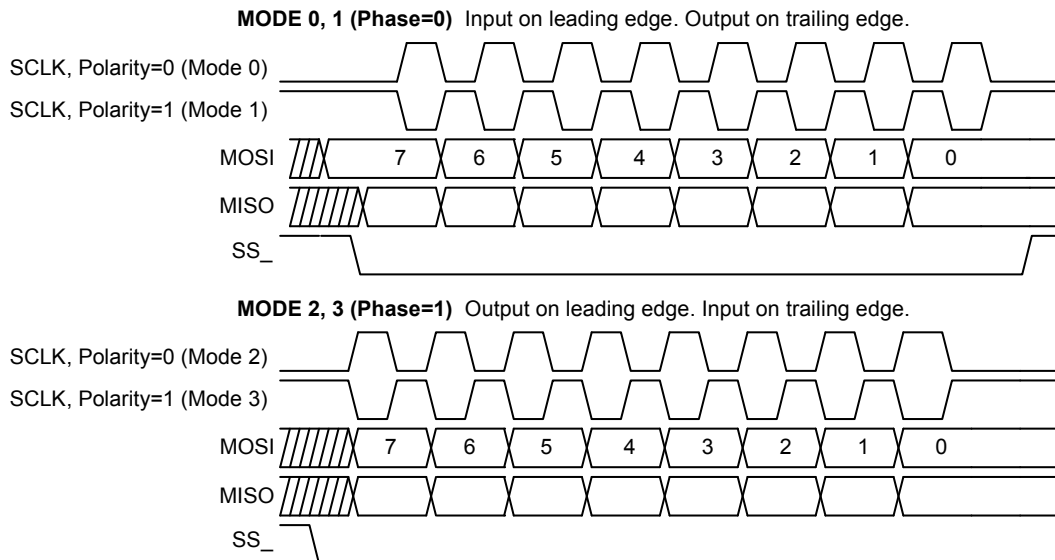 MODE 0, 1 (Phase=0) Input on leading edge. Output on trailing edge.
SCLK, Polarity=0 (Mode 0)
SCLK, Polarity=1 (Mode 1)
MOSI 7 6 5 4 3 2 1 0
MISO
SS_
MODE 2, 3 (Phase=1) Output on leading edge. Input on trailing edge.
SCLK, Polarity=0 (Mode 2)
SCLK, Polarity=1 (Mode 3)
MOSI 7 6 5 4 3 2 1 0
MISO
SS_